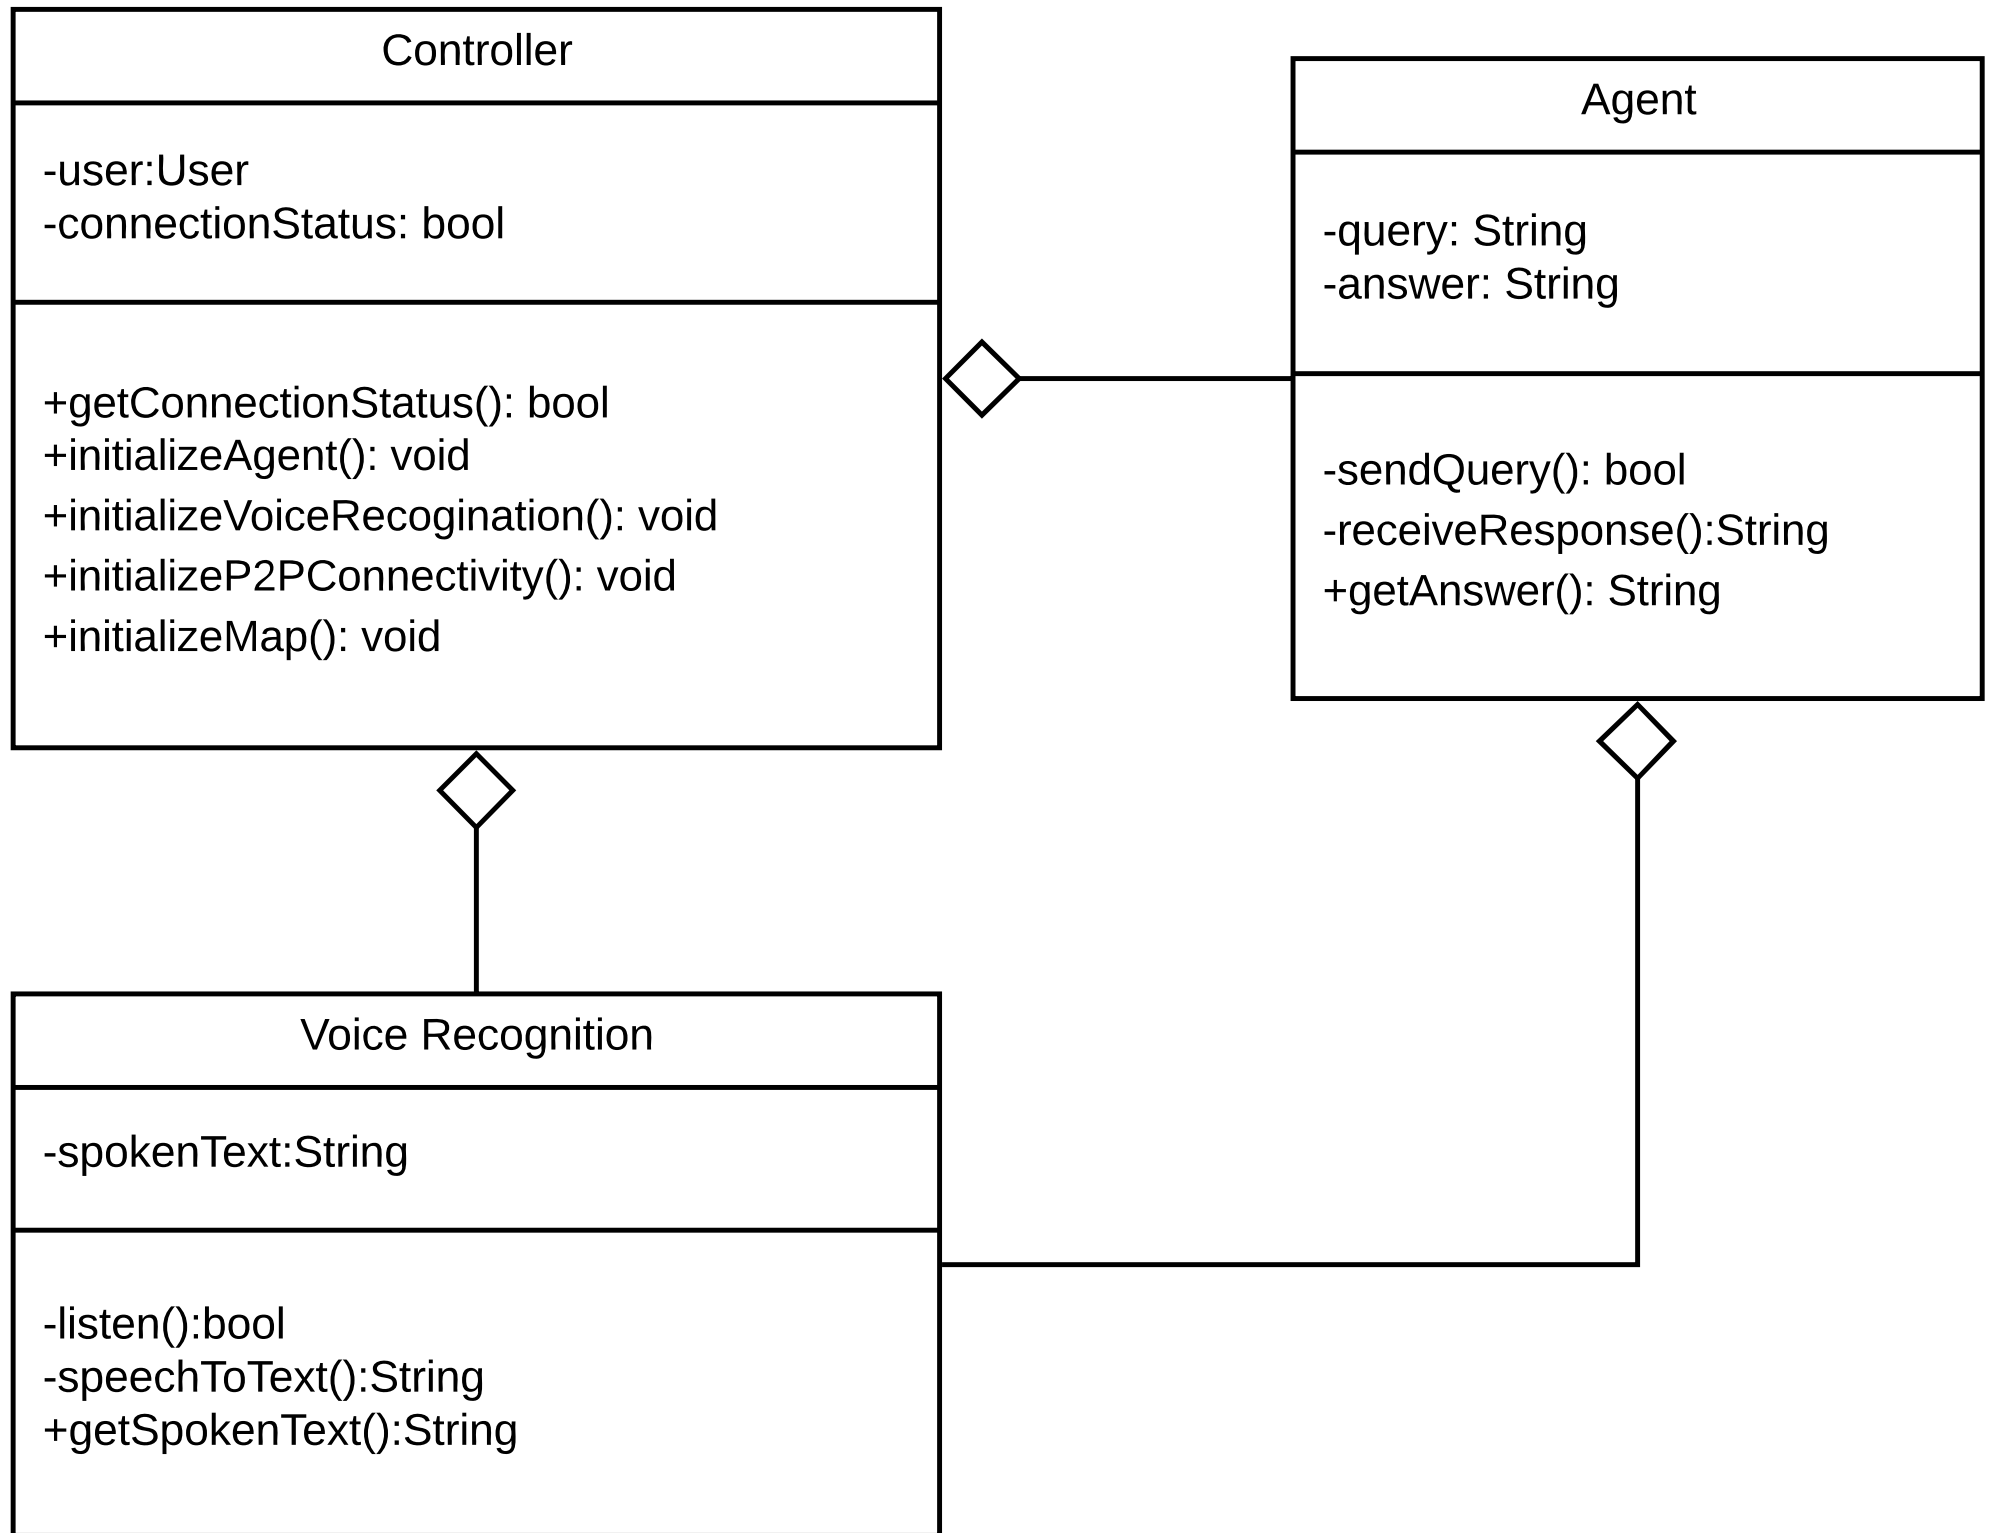 Controller
-user:User
-connectionStatus: bool
+getConnectionStatus(): bool
+initializeAgent(): void
+initializeVoiceRecogination(): void
+initializeP2PConnectivity(): void
+initializeMap(): void
Agent
-query: String
-answer: String
-sendQuery(): bool
-receiveResponse():String
+getAnswer(): String
Voice Recognition
-spokenText:String
-listen():bool
-speechToText():String
+getSpokenText():String